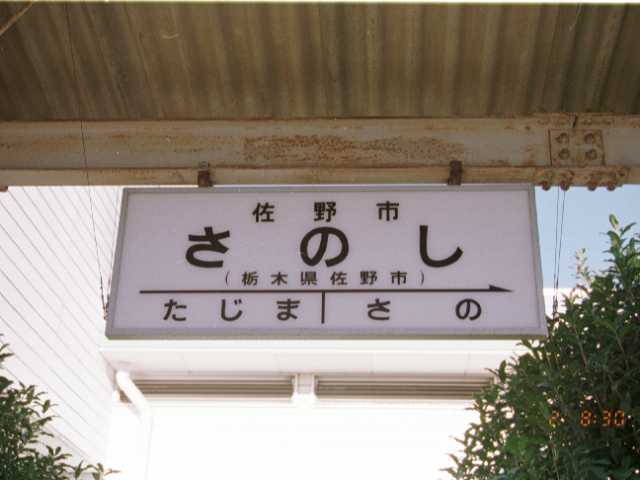 佐野市
さのし
(栃木県佐野市)
たじま さの
2 8:30